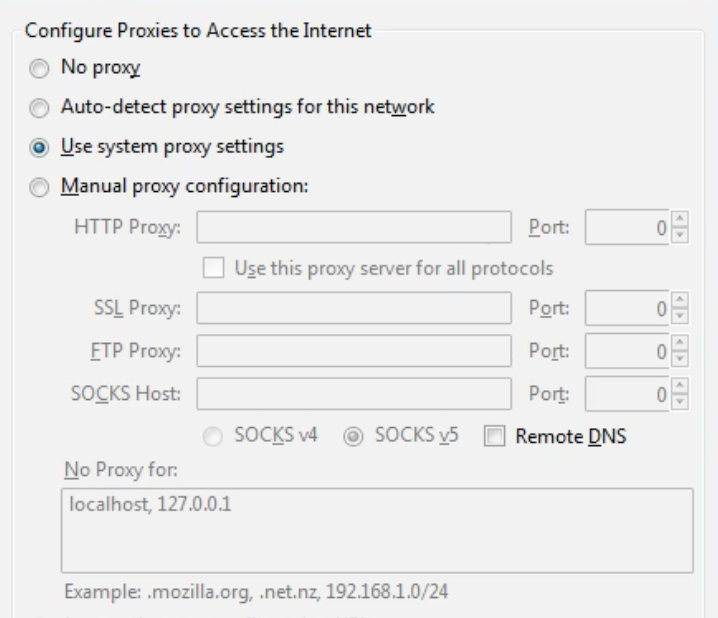 Configure Proxies to Access the Internet
No proxy
Auto-detect proxy settings for this network
Use system proxy settings
Manual proxy configuration:
HTTP Proxy: Port: 0
Use this proxy server for all protocols
SSL Proxy: Port: 0
FTP Proxy: Port: 0
SOCKS Host: Port: 0
SOCKS v4 SOCKS v5 Remote DNS
No Proxy for:
localhost, 127.0.0.1
Example: .mozilla.org, .net.nz, 192.168.1.0/24